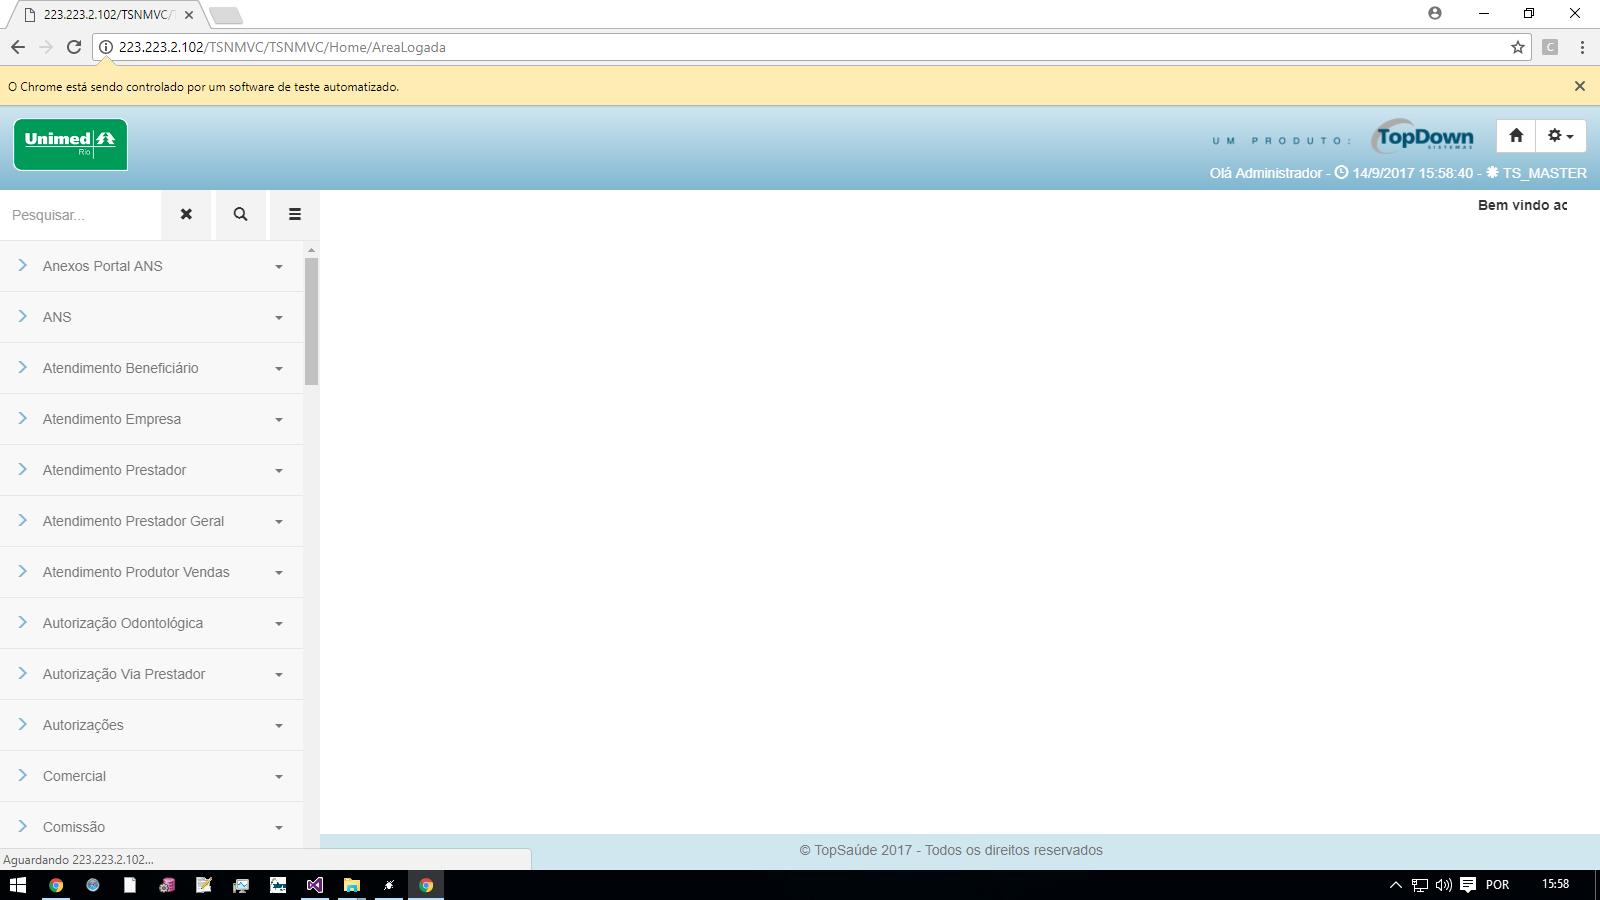 223.223.2.102/TSNMVC/T
223.223.2.102/TSNMVC/TSNMVC/Home/AreaLogada
C
O Chrome está sendo controlado por um software de teste automatizado.
Unimed
Rio
UM PRODUTO:
TopDown
SISTEMAS
Olá Administrador - 14/9/2017 15:58:40 - TS_MASTER
Pesquisar...
Bem vindo ac
Anexos Portal ANS
ANS
Atendimento Beneficiário
Atendimento Empresa
Atendimento Prestador
Atendimento Prestador Geral
Atendimento Produtor Vendas
Autorização Odontológica
Autorização Via Prestador
Autorizações
Comercial
Comissão
Aguardando 223.223.2.102...
© TopSaúde 2017 - Todos os direitos reservados
POR
15:58